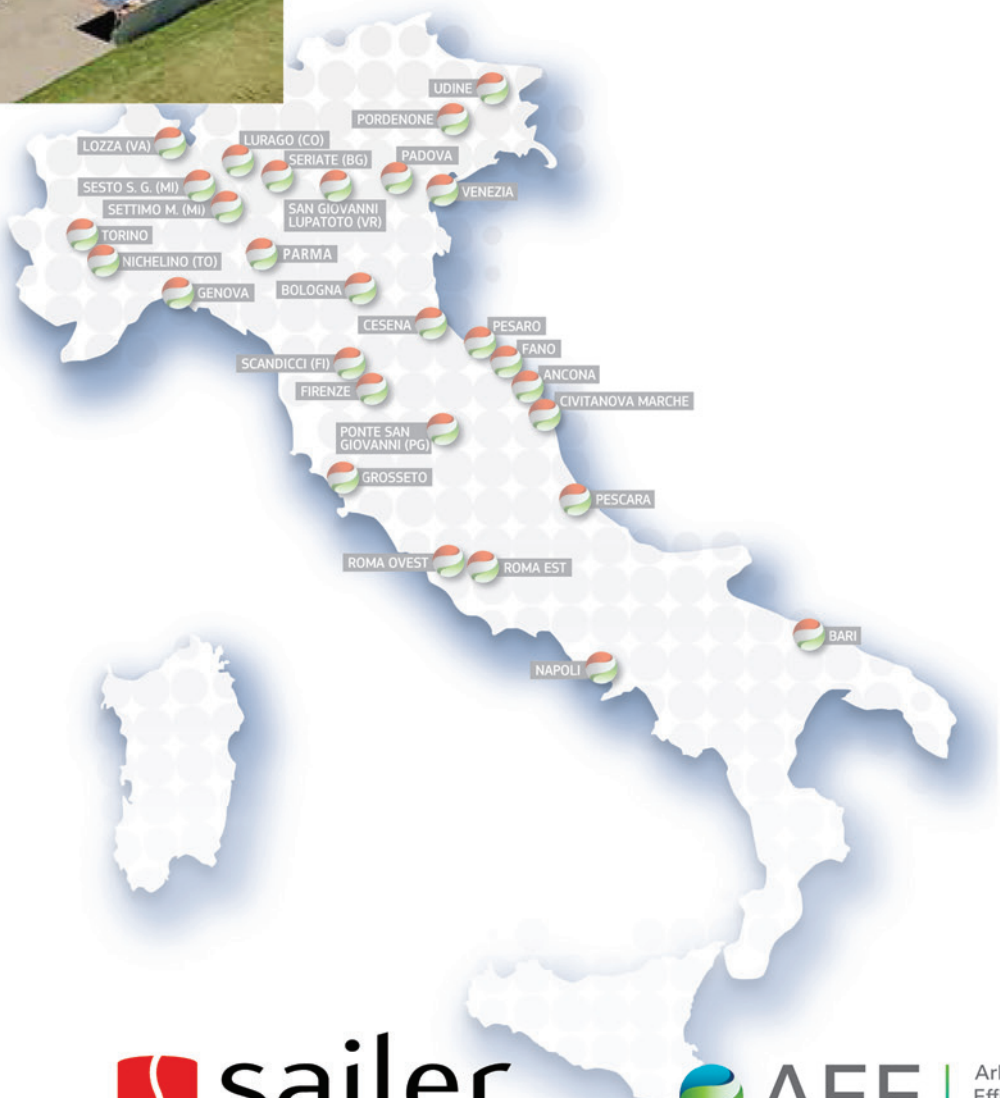 UDINE
PORDENONE
LOZZA (VA)
LURAGO (CO)
SERIATE (BG)
PADOVA
SESTO S. G. (MI)
VENEZIA
SETTIMO M. (MI)
SAN GIOVANNI
LUPATOTO (VR)
TORINO
NICHELINO (TO)
PARMA
GENOVA
BOLOGNA
CESENA
PESARO
FANO
SCANDICCI (FI)
ANCONA
FIRENZE
CIVITANOVA MARCHE
PONTE SAN
GIOVANNI (PG)
GROSSETO
PESCARA
ROMA OVEST
ROMA EST
BARI
NAPOLI
sailer